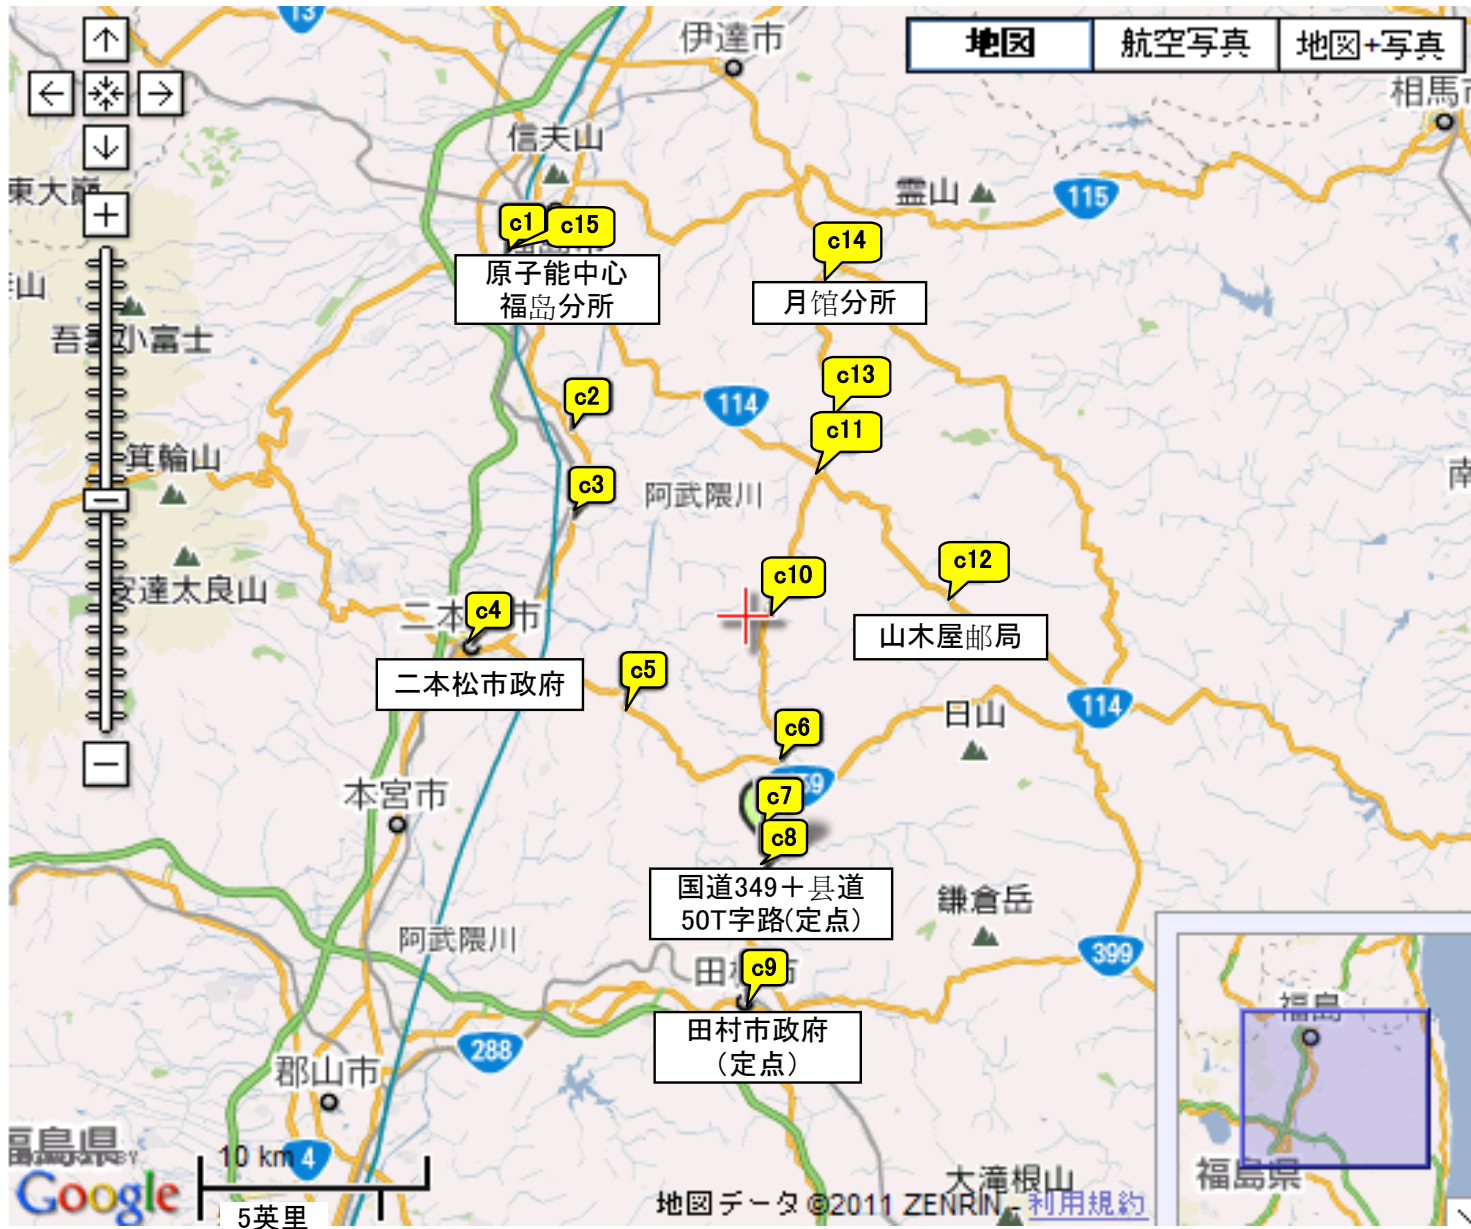 13
伊達市
地図
航空写真
地図+写真
相馬市
信夫山
東大巓
霊山
115
c1
c15
c14
原子能中心
福岛分所
月馆分所
吾妻小富士
c13
c2
114
c11
箕輪山
c3
阿武隈川
c12
c10
安達太良山
二本松市
c4
山木屋邮局
二本松市政府
c5
日山
114
c6
本宮市
c7
c8
国道349＋县道
50T字路(定点)
鎌倉岳
阿武隈川
399
田村市
c9
田村市政府
（定点）
288
郡山市
福島
福島県
福島県
4
10 km
Google
5英里
大滝根山
地図データ ©2011 ZENRIN - 利用規約